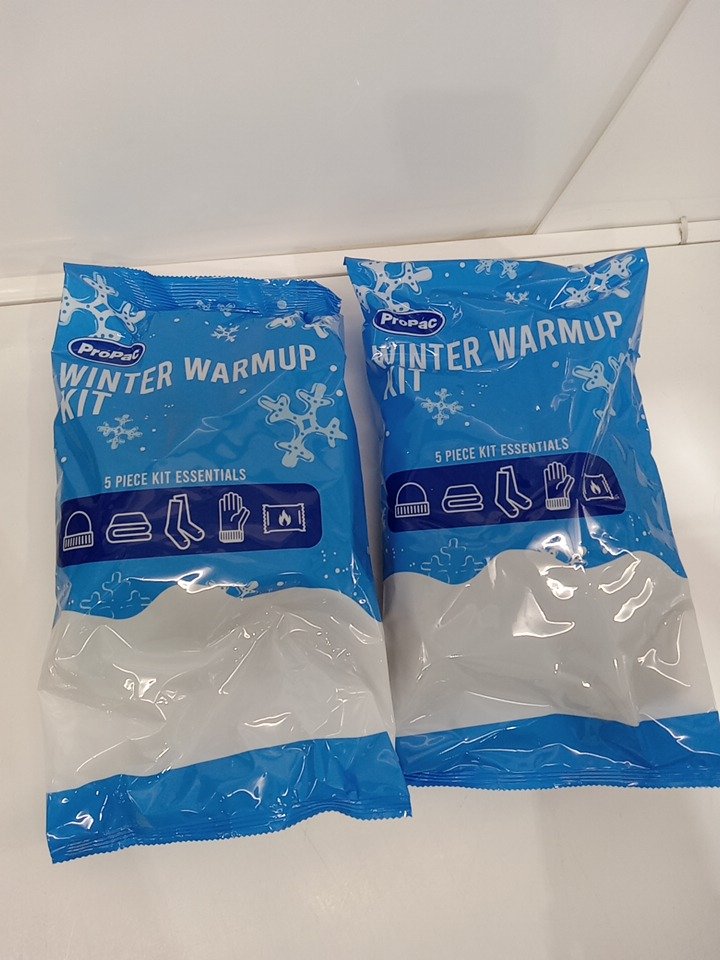 ProPac
WINTER WARMUP
KIT
5 PIECE KIT ESSENTIALS
ProPac
WINTER WARMUP
KIT
5 PIECE KIT ESSENTIALS